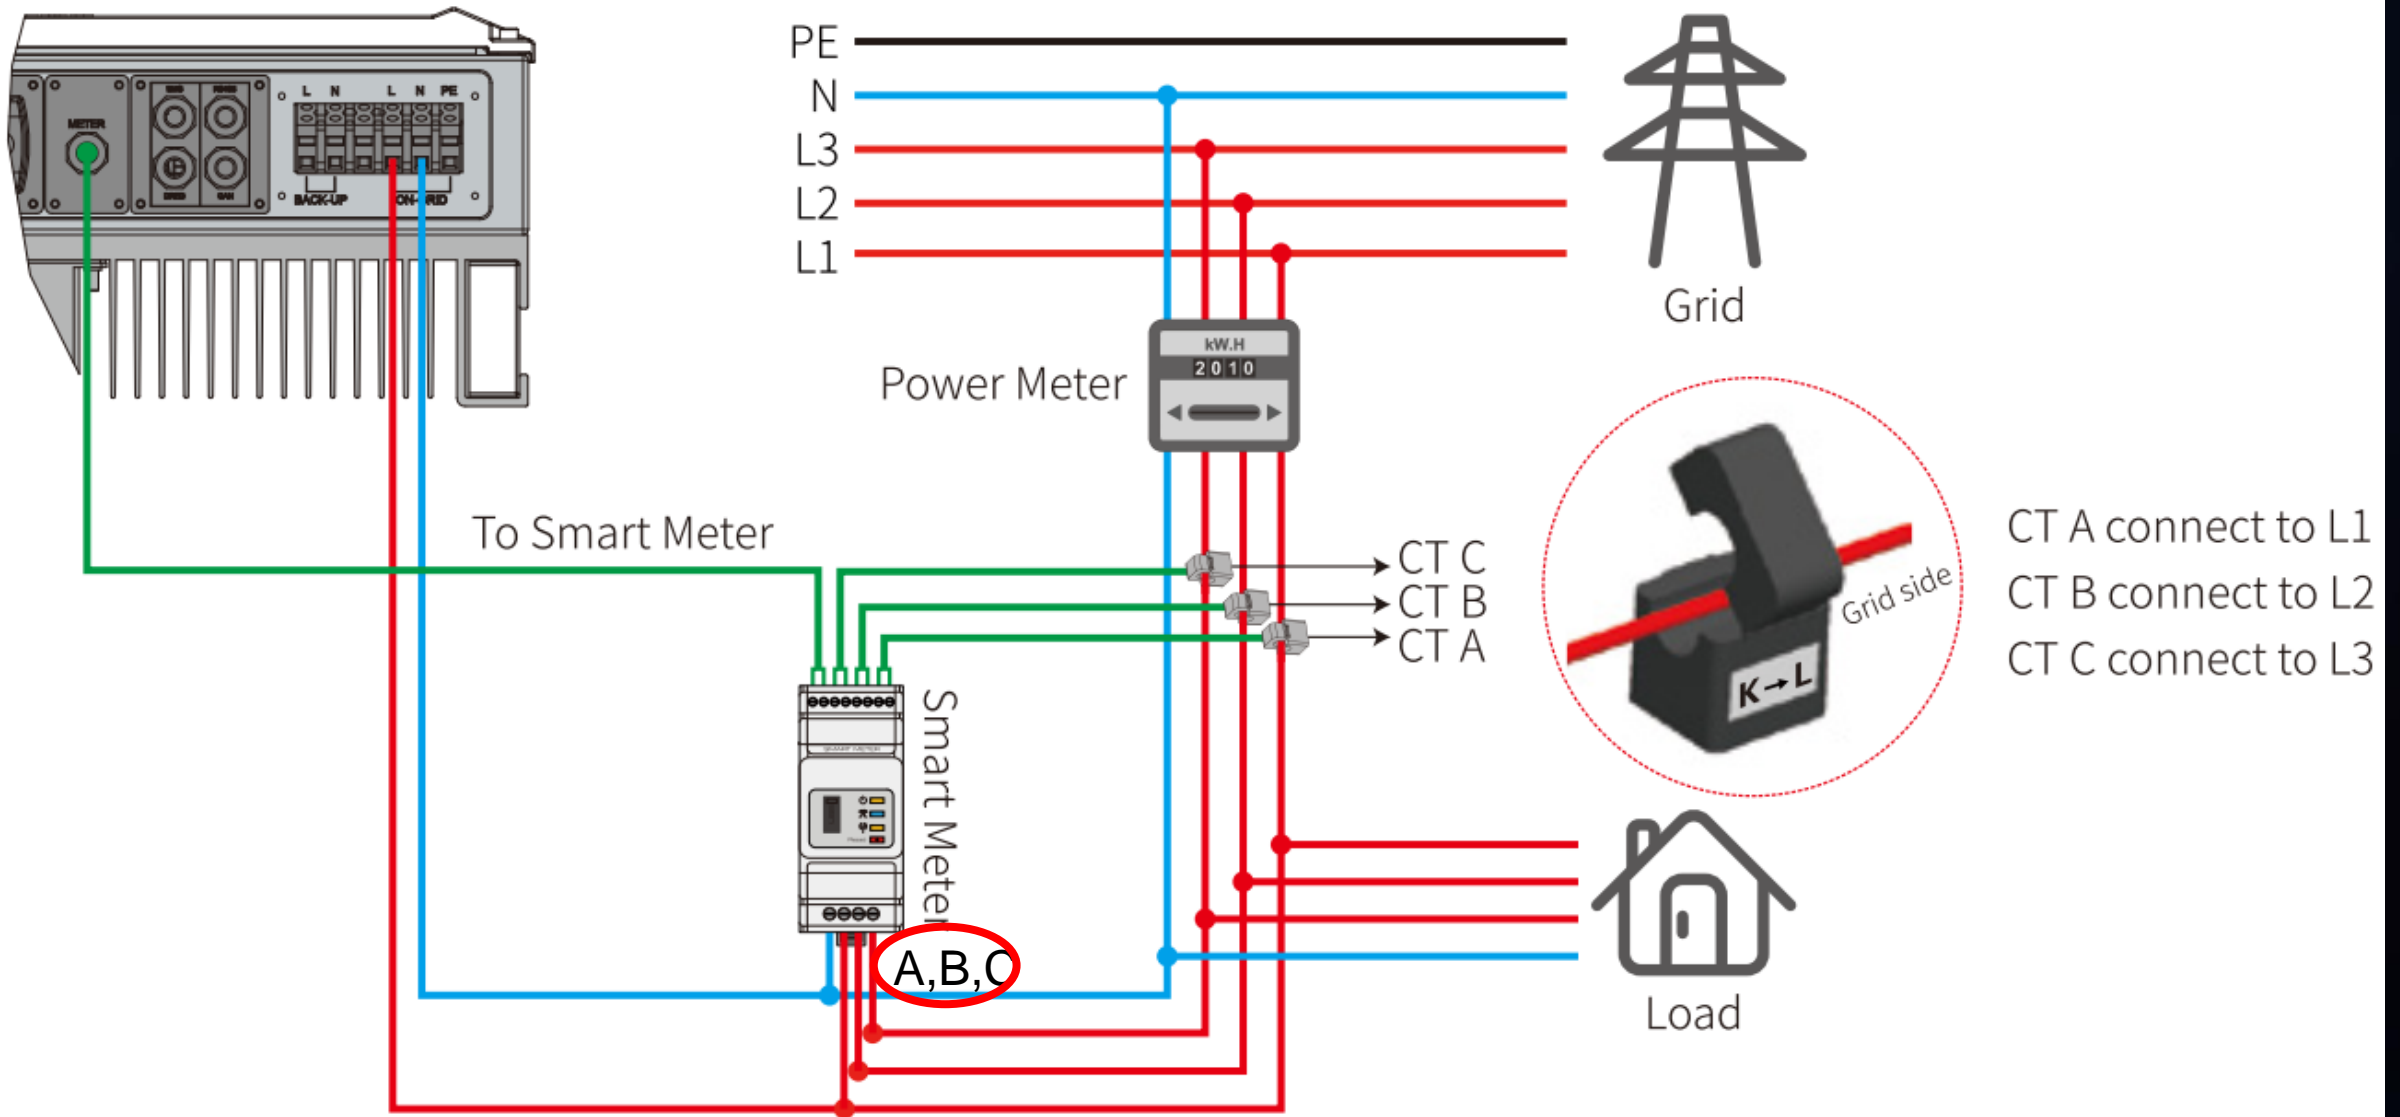 PE
N
L3
L2
L1
Grid
L N L N PE
METER
BACK-UP ON-GRID
kW.H
2010
Power Meter
To Smart Meter
CT C
CT B
CT A
Grid side
K→L
CT A connect to L1
CT B connect to L2
CT C connect to L3
Smart Meter
SMART METER
A,B,C
Load